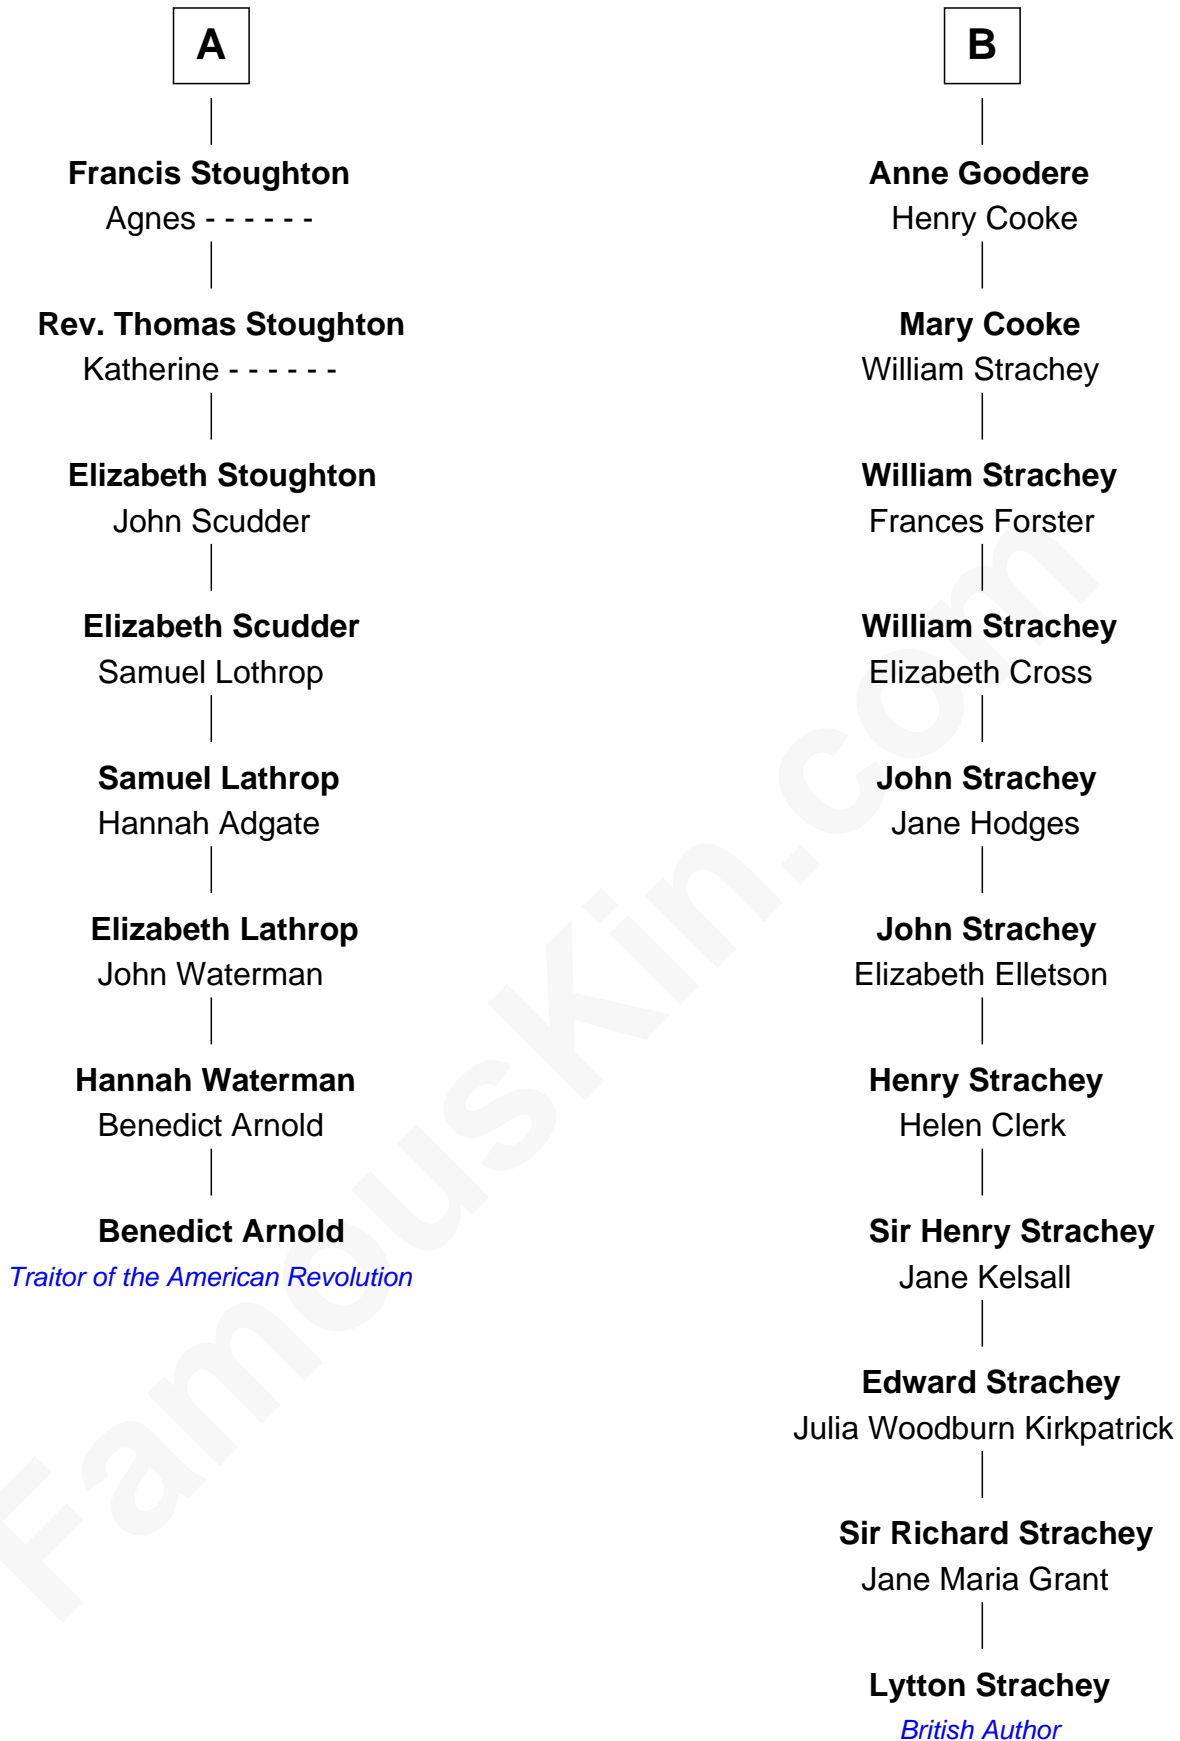 A
Francis Stoughton
Agnes - - - - - -
Rev. Thomas Stoughton
Katherine - - - - - -
Elizabeth Stoughton
John Scudder
Elizabeth Scudder
Samuel Lothrop
Samuel Lathrop
Hannah Adgate
Elizabeth Lathrop
John Waterman
Hannah Waterman
Benedict Arnold
Benedict Arnold
Traitor of the American Revolution
B
Anne Goodere
Henry Cooke
Mary Cooke
William Strachey
William Strachey
Frances Forster
William Strachey
Elizabeth Cross
John Strachey
Jane Hodges
John Strachey
Elizabeth Elletson
Henry Strachey
Helen Clerk
Sir Henry Strachey
Jane Kelsall
Edward Strachey
Julia Woodburn Kirkpatrick
Sir Richard Strachey
Jane Maria Grant
Lytton Strachey
British Author
FamousKin.com